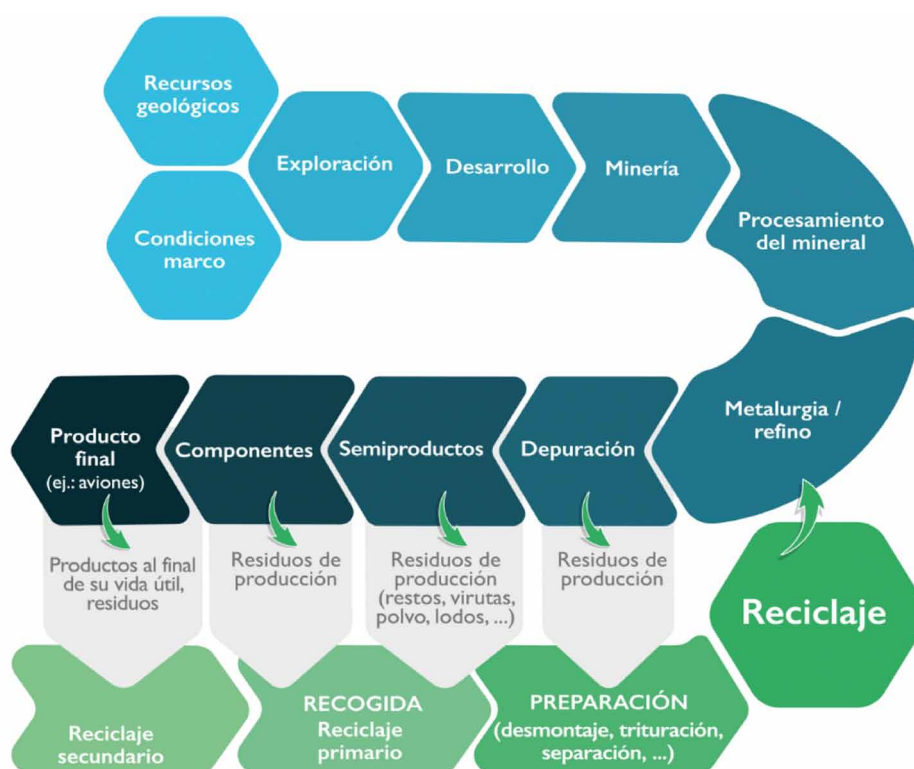 Recursos
geológicos
Condiciones
marco
Exploración
Desarrollo
Minería
Procesamiento
del mineral
Metalurgia /
refino
Depuración
Semiproductos
Componentes
Producto
final
(ej.: aviones)
Productos al final
de su vida útil,
residuos
Residuos de
producción
Residuos de
producción
(restos, virutas,
polvo, lodos, ...)
Residuos de
producción
Reciclaje
Reciclaje
secundario
RECOGIDA
Reciclaje
primario
PREPARACIÓN
(desmontaje, trituración,
separación, ...)